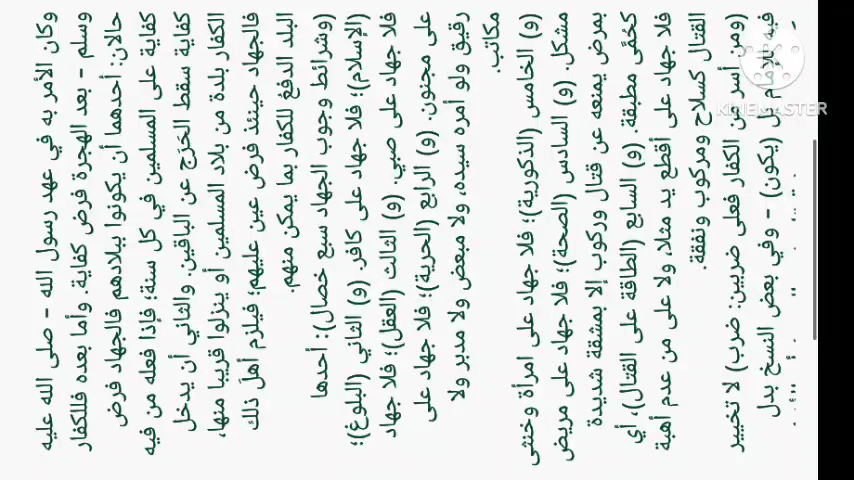 وكان الأمر به في عهد رسول الله - صلى الله عليه
وسلم - بعد الهجرة فرض كفاية. وأما بعده فللكفار
حالان: أحدهما أن يكونوا ببلادهم فالجهاد فرض
كفاية على المسلمين في كل سنة؛ فإذا فعله من فيه
كفاية سقط الحَرَج عن الباقين. والثاني أن يدخل
الكفار بلدة من بلاد المسلمين أو ينزلوا قريبا منها،
فالجهاد حينئذ فرض عين عليهم؛ فيلزم أهل ذلك
البلد الدفع للكفار بما يمكن منهم.
(وشرائط وجوب الجهاد سبع خصال): أحدها
(الإسلام)؛ فلا جهاد على كافر. (و) الثاني (البلوغ)؛
فلا جهاد على صبي. (و) الثالث (العقل)؛ فلا جهاد
على مجنون. (و) الرابع (الحرية)؛ فلا جهاد على
رقيق ولو أمره سيده، ولا مبعض ولا مدبر ولا
مكاتب.
(و) الخامس (الذكورية)؛ فلا جهاد على امرأة وخنثى
مشكل. (و) السادس (الصحة)؛ فلا جهاد على مريض
بمرض يمنعه عن قتال وركوب إلا بمشقة شديدة
كحُمَّى مطبقة. (و) السابع (الطاقة على القتال)، أي
فلا جهاد على أقطع يد مثلا، ولا على من عدم أهبة
القتال كسلاح ومركوب ونفقة.
(ومن أسر من الكفار فعلى ضربين: ضرب) لا تخيير
فيه للإمام بل (يكون) - وفي بعض النسخ بدل
KINEMASTER